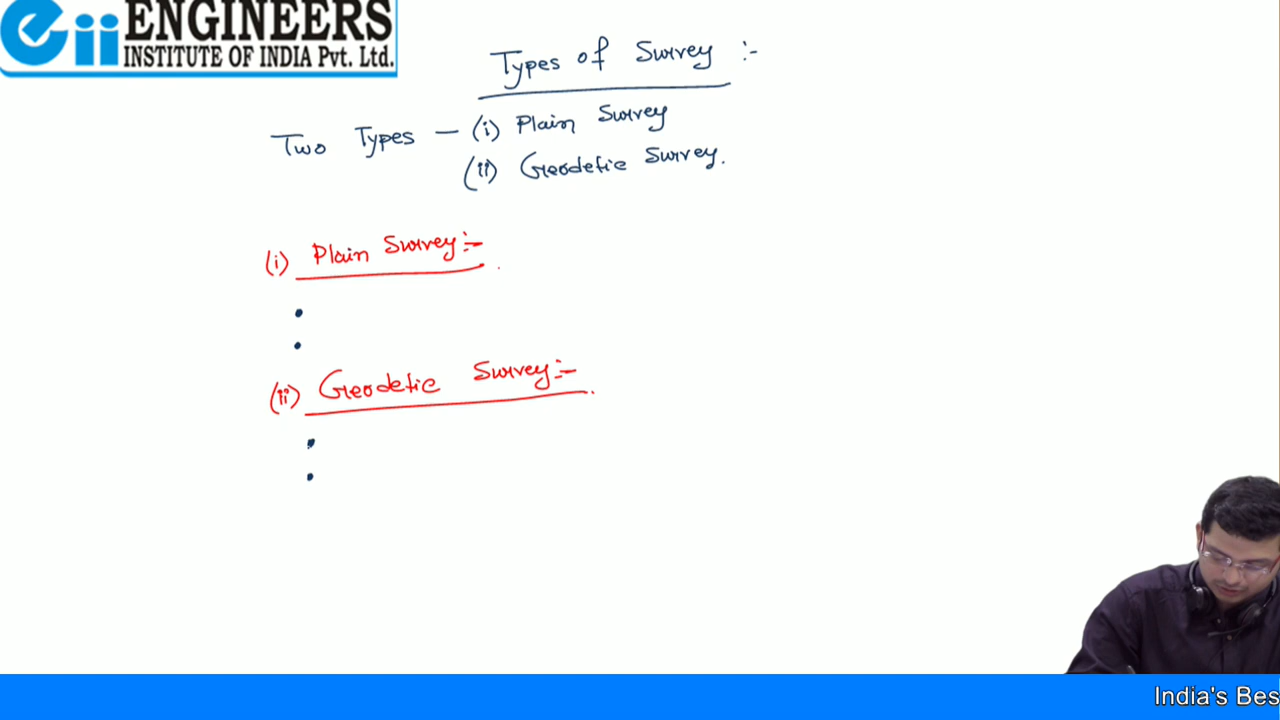 eii ENGINEERS
INSTITUTE OF INDIA Pvt. Ltd.
Types of Survey :-
Two Types - (i) Plain Survey
(ii) Geodetic Survey.
(i) Plain Survey :-
(ii) Geodetic Survey :-
India's Bes